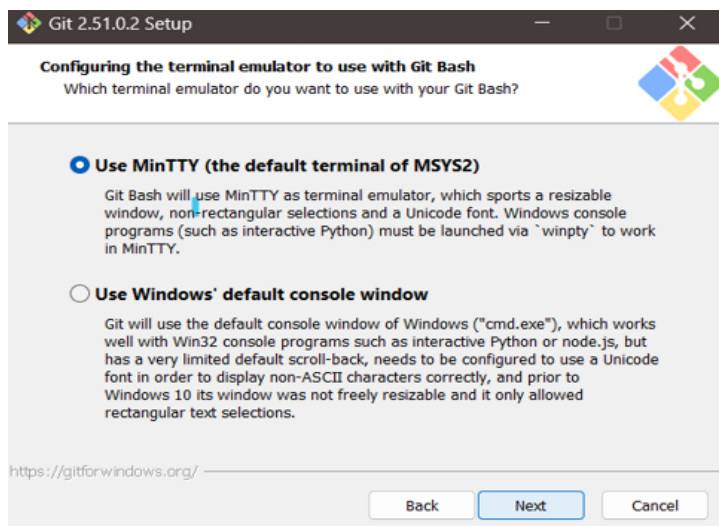 Git 2.51.0.2 Setup
Configuring the terminal emulator to use with Git Bash
Which terminal emulator do you want to use with your Git Bash?
Use MinTTY (the default terminal of MSYS2)
Git Bash will use MinTTY as terminal emulator, which sports a resizable
window, non-rectangular selections and a Unicode font. Windows console
programs (such as interactive Python) must be launched via `winpty` to work
in MinTTY.
Use Windows' default console window
Git will use the default console window of Windows ("cmd.exe"), which works
well with Win32 console programs such as interactive Python or node.js, but
has a very limited default scroll-back, needs to be configured to use a Unicode
font in order to display non-ASCII characters correctly, and prior to
Windows 10 its window was not freely resizable and it only allowed
rectangular text selections.
https://gitforwindows.org/
Back Next Cancel